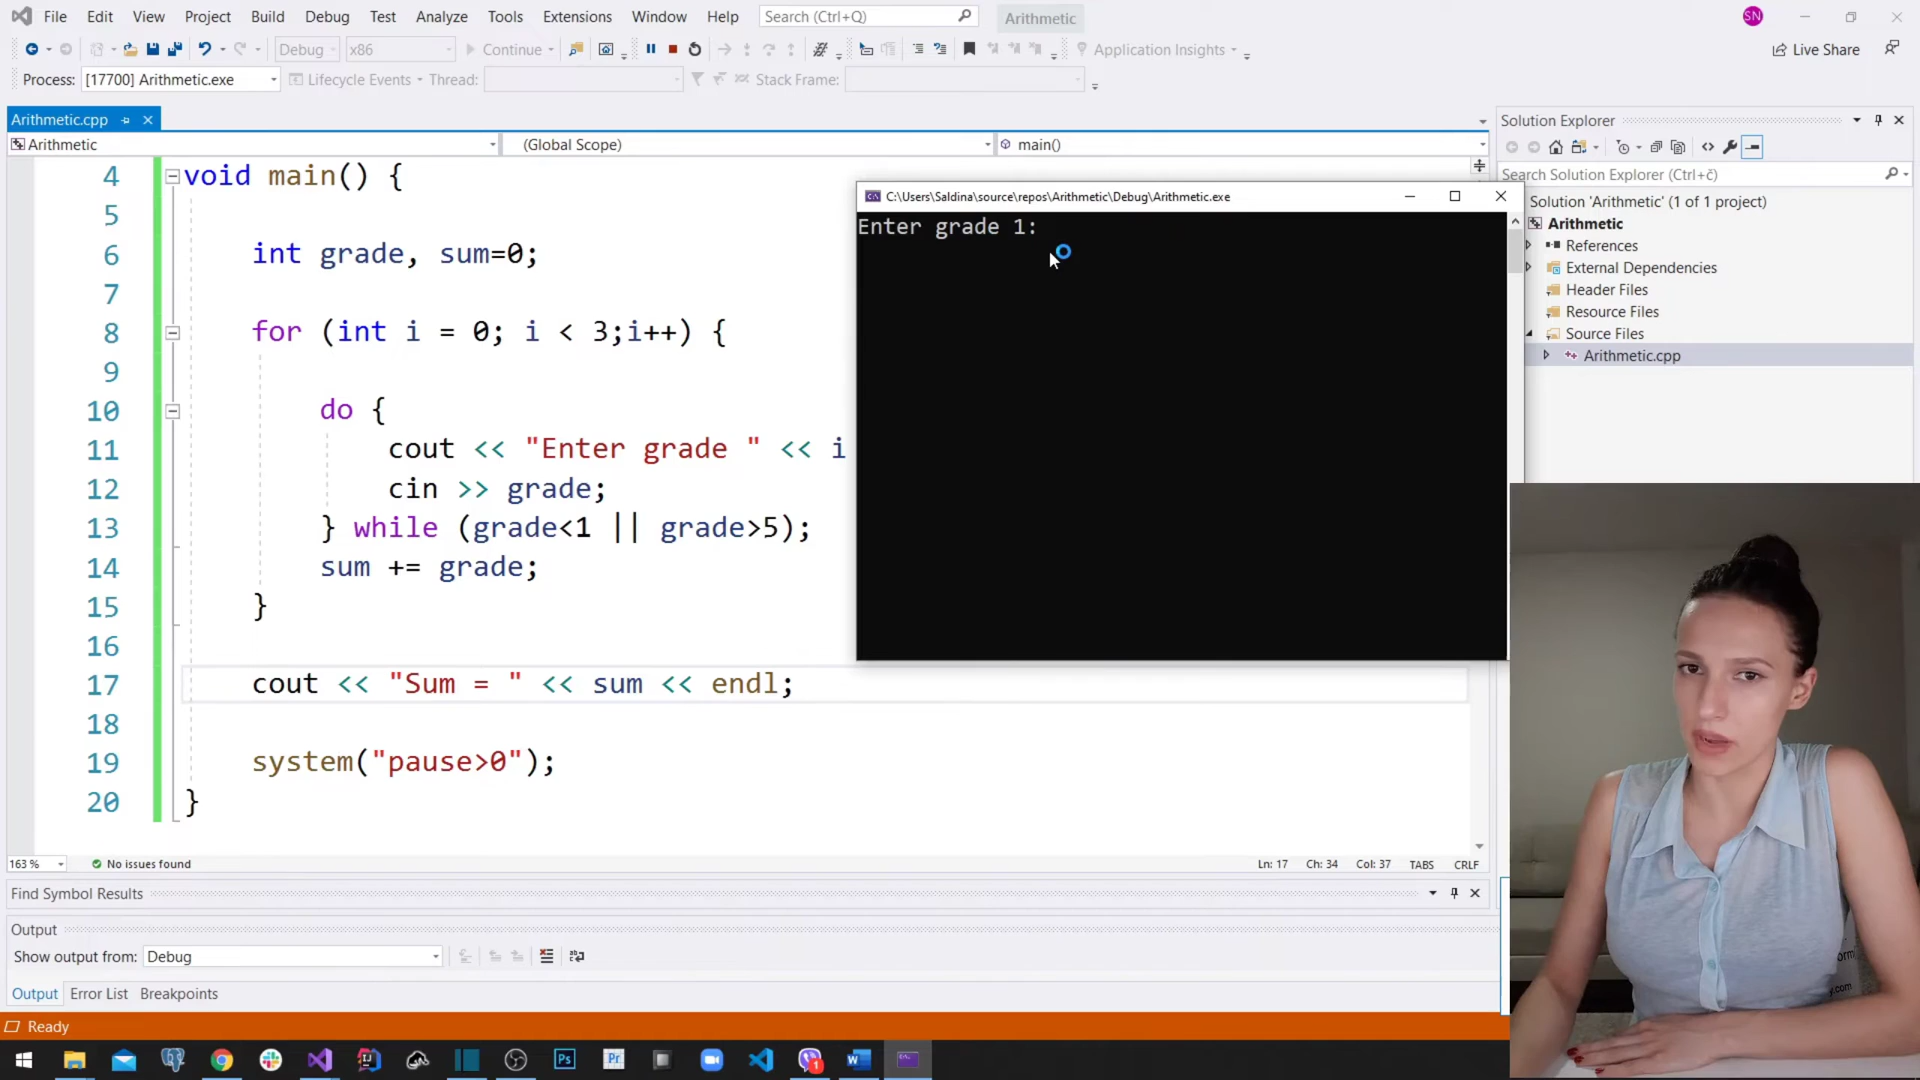 File Edit View Project Build Debug Test Analyze Tools Extensions Window Help Search (Ctrl+Q) Arithmetic SN
Debug x86 Continue Application Insights Live Share
Process: [17700] Arithmetic.exe Lifecycle Events Thread: Stack Frame:
Arithmetic.cpp
Arithmetic (Global Scope) main()
4 void main() {
5
6 int grade, sum=0;
7
8 for (int i = 0; i < 3;i++) {
9
10 do {
11 cout << "Enter grade " << i
12 cin >> grade;
13 } while (grade<1 || grade>5);
14 sum += grade;
15 }
16
17 cout << "Sum = " << sum << endl;
18
19 system("pause>0");
20 }
C:\Users\Saldina\source\repos\Arithmetic\Debug\Arithmetic.exe
Enter grade 1:
Solution Explorer
Search Solution Explorer (Ctrl+č)
Solution 'Arithmetic' (1 of 1 project)
Arithmetic
References
External Dependencies
Header Files
Resource Files
Source Files
Arithmetic.cpp
163 % No issues found Ln: 17 Ch: 34 Col: 37 TABS CRLF
Find Symbol Results
Output
Show output from: Debug
Output Error List Breakpoints
Ready
Ps Pr 1